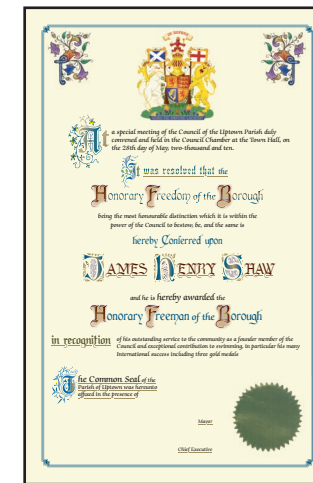 At a special meeting of the Council of the Uptown Parish duly
convened and held in the Council Chamber at the Town Hall, on
the 28th day of May, two-thousand and ten.
It was resolved that the
Honorary Freedom of the Borough
being the most honourable distinction which it is within the
power of the Council to bestow, be, and the same is
hereby Conferred upon
JAMES HENRY SHAW
and he is hereby awarded the
Honorary Freeman of the Borough
in recognition of his outstanding service to the community as a founder member of the
Council and exceptional contribution to swimming, in particular his many
International success including three gold medals
The Common Seal of the
Parish of Uptown was hereunto
affixed in the presence of
Mayor
Chief Executive